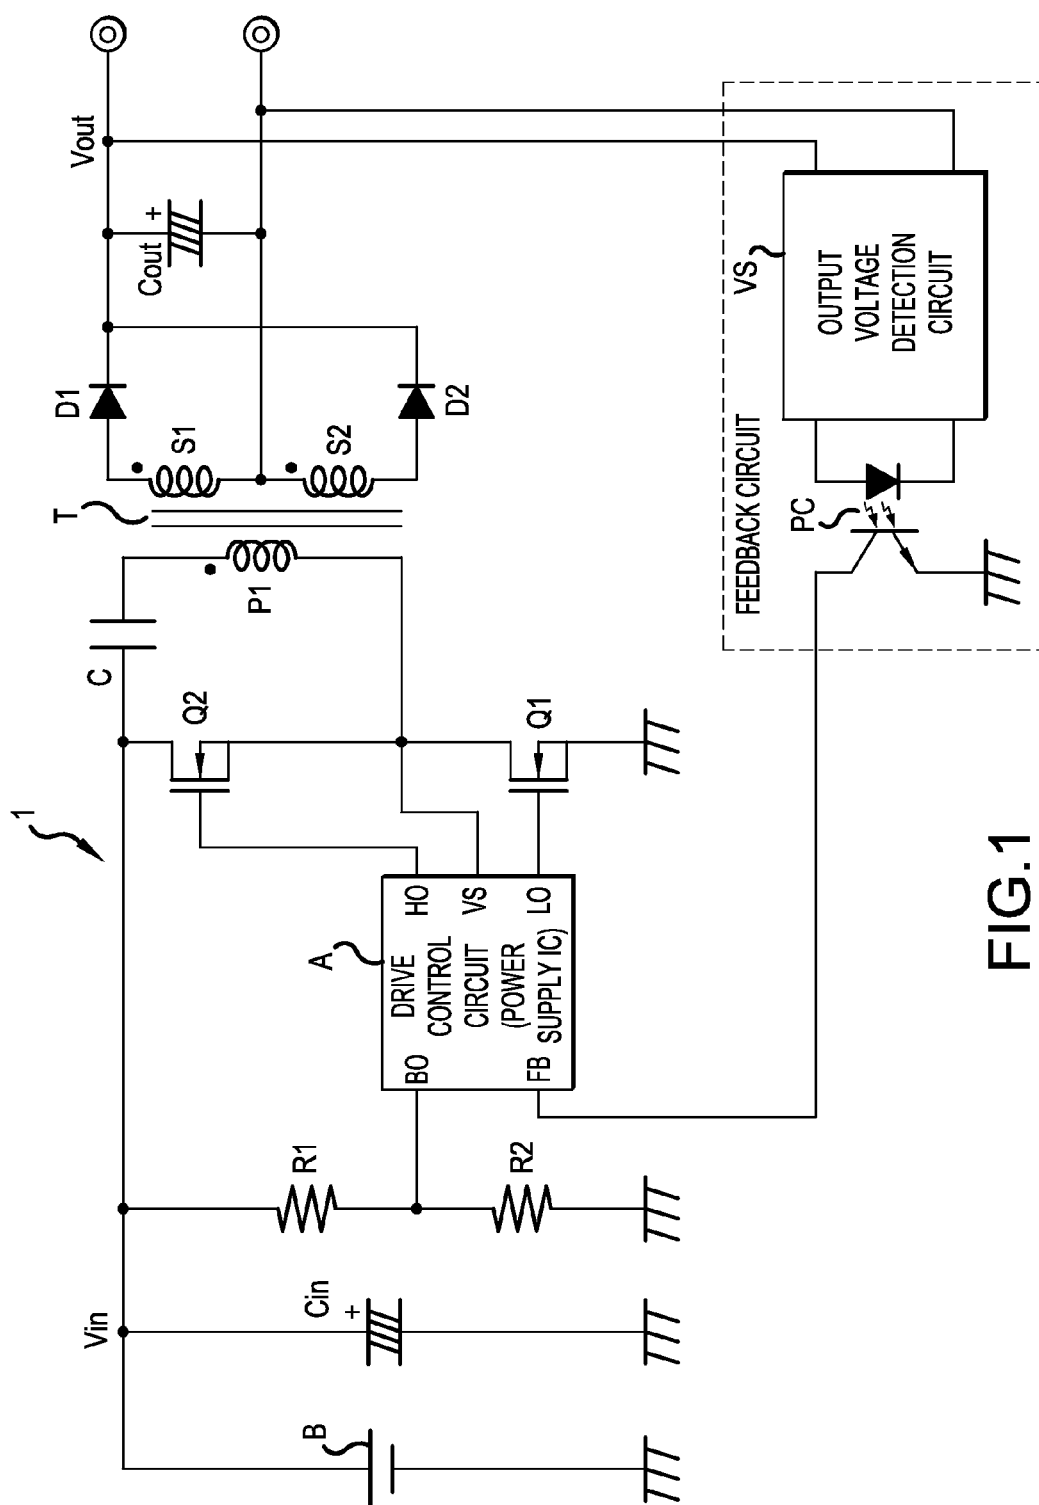 1
Vin
B
Cin
+
R1
R2
A
DRIVE
CONTROL
CIRCUIT
(POWER
SUPPLY IC)
BO
FB
HO
VS
LO
Q2
Q1
C
P1
T
S1
S2
D1
D2
Cout
+
Vout
FEEDBACK CIRCUIT
PC
VS
OUTPUT
VOLTAGE
DETECTION
CIRCUIT
FIG.1